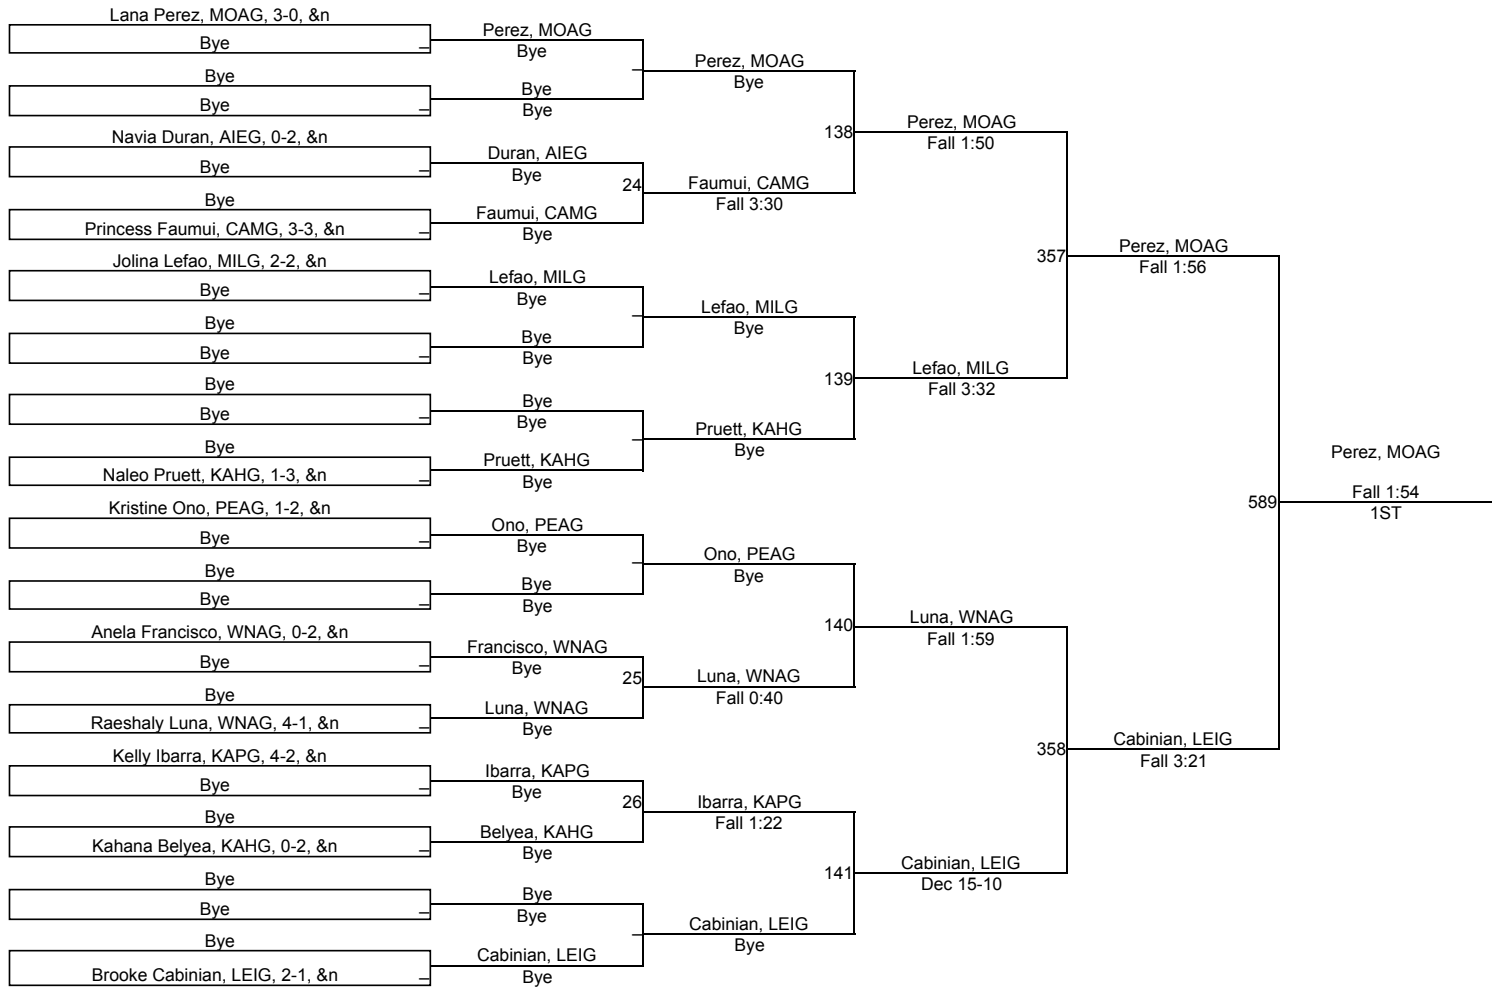 Lana Perez, MOAG, 3-0, &n
Bye
Bye
Bye
Navia Duran, AIEG, 0-2, &n
Bye
Bye
Princess Faumui, CAMG, 3-3, &n
Jolina Lefao, MILG, 2-2, &n
Bye
Bye
Bye
Bye
Bye
Bye
Naleo Pruett, KAHG, 1-3, &n
Kristine Ono, PEAG, 1-2, &n
Bye
Bye
Bye
Anela Francisco, WNAG, 0-2, &n
Bye
Bye
Raeshaly Luna, WNAG, 4-1, &n
Kelly Ibarra, KAPG, 4-2, &n
Bye
Bye
Kahana Belyea, KAHG, 0-2, &n
Bye
Bye
Bye
Brooke Cabinian, LEIG, 2-1, &n
Perez, MOAG
Bye
Bye
Bye
Duran, AIEG
Bye
24
Faumui, CAMG
Bye
Lefao, MILG
Bye
Bye
Bye
Bye
Bye
Pruett, KAHG
Bye
Ono, PEAG
Bye
Bye
Bye
Francisco, WNAG
Bye
25
Luna, WNAG
Bye
Ibarra, KAPG
Bye
26
Belyea, KAHG
Bye
Bye
Bye
Cabinian, LEIG
Bye
Perez, MOAG
Bye
138
Faumui, CAMG
Fall 3:30
Lefao, MILG
Bye
139
Pruett, KAHG
Bye
Ono, PEAG
Bye
140
Luna, WNAG
Fall 0:40
Ibarra, KAPG
Fall 1:22
141
Cabinian, LEIG
Bye
Perez, MOAG
Fall 1:50
357
Lefao, MILG
Fall 3:32
Luna, WNAG
Fall 1:59
358
Cabinian, LEIG
Dec 15-10
Perez, MOAG
Fall 1:56
589
Cabinian, LEIG
Fall 3:21
Perez, MOAG
Fall 1:54
1ST